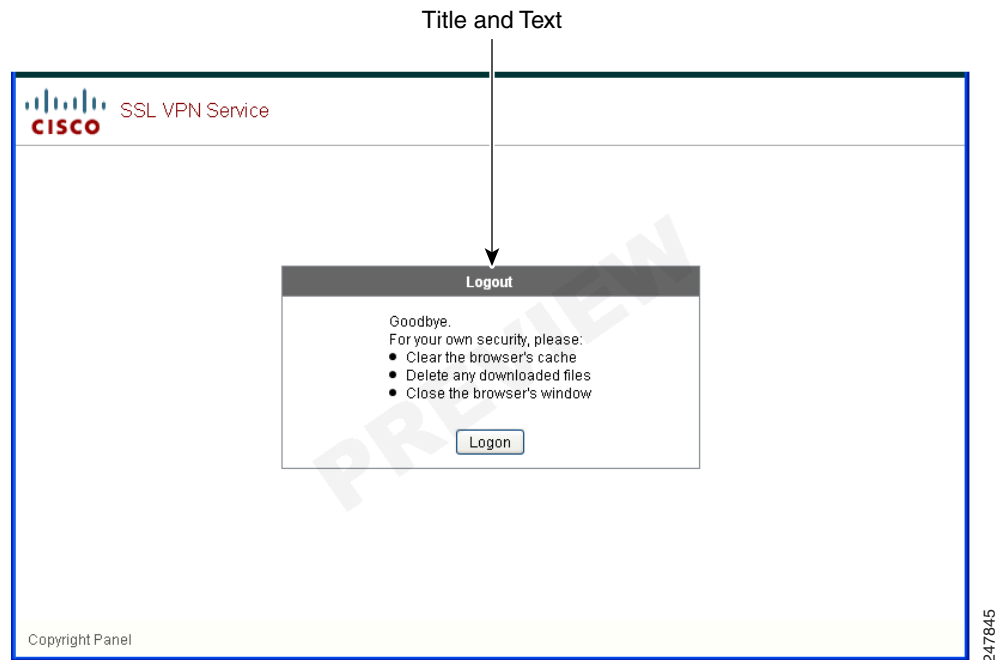 Title and Text
CISCO
SSL VPN Service
Logout
Goodbye.
For your own security, please:
• Clear the browser's cache
• Delete any downloaded files
• Close the browser's window
Logon
PREVIEW
Copyright Panel
247845